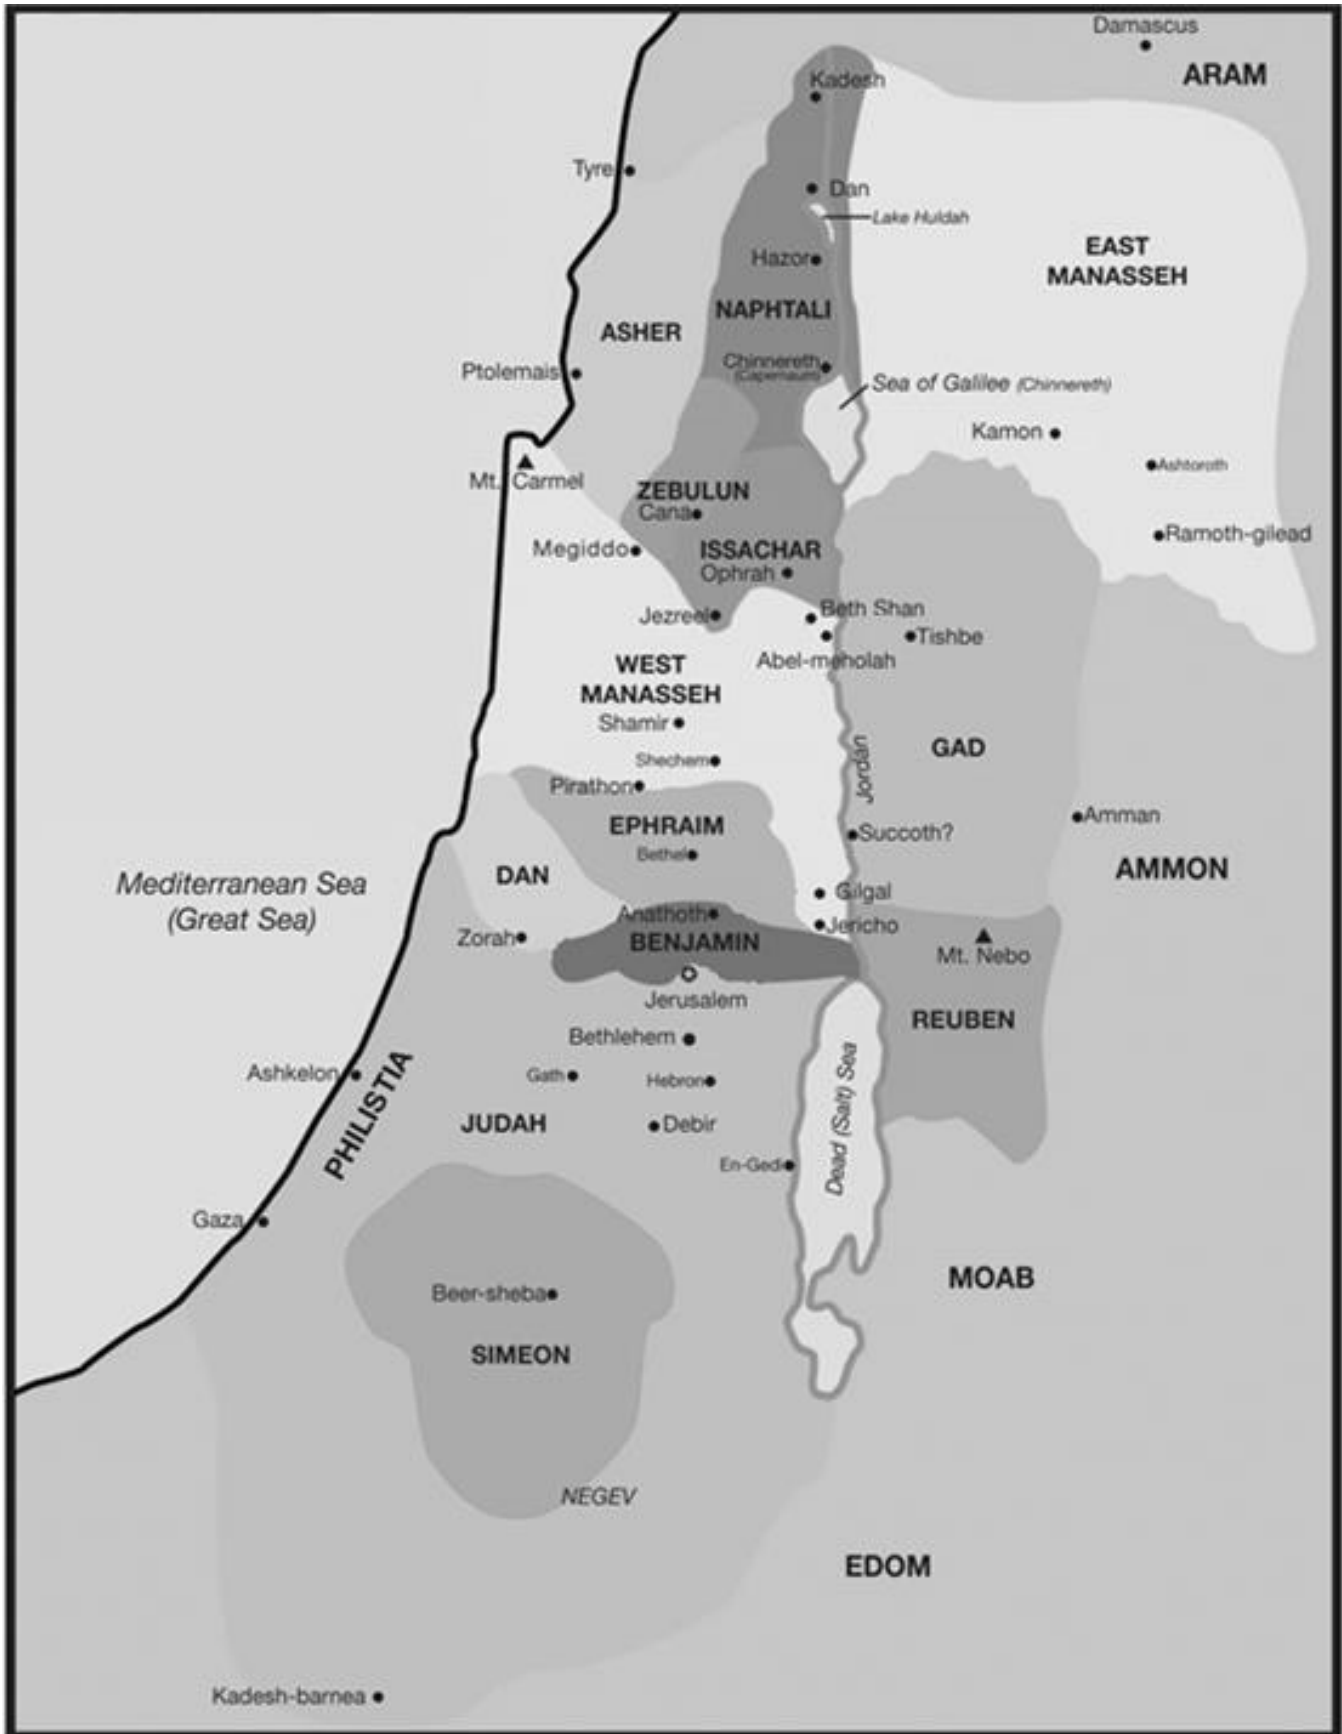 Damascus
ARAM
Kadesh
Tyre
Dan
Lake Huldah
EAST
MANASSEH
Hazor
NAPHTALI
ASHER
Chinnereth
(Capernaum)
Ptolemais
Sea of Galilee (Chinnereth)
Kamon
Ashtoroth
Mt. Carmel
ZEBULUN
Cana
Ramoth-gilead
Megiddo
ISSACHAR
Ophrah
Jezreel
Beth Shan
Tishbe
Abel-meholah
WEST
MANASSEH
Shamir
GAD
Shechem
Jordan
Pirathon
Amman
EPHRAIM
Succoth?
Bethel
AMMON
DAN
Mediterranean Sea
(Great Sea)
Gilgal
Anathoth
Jericho
Zorah
BENJAMIN
Mt. Nebo
Jerusalem
REUBEN
Bethlehem
Ashkelon
PHILISTIA
Gath
Hebron
Dead (Salt) Sea
JUDAH
Debir
En-Gedi
Gaza
MOAB
Beer-sheba
SIMEON
NEGEV
EDOM
Kadesh-barnea